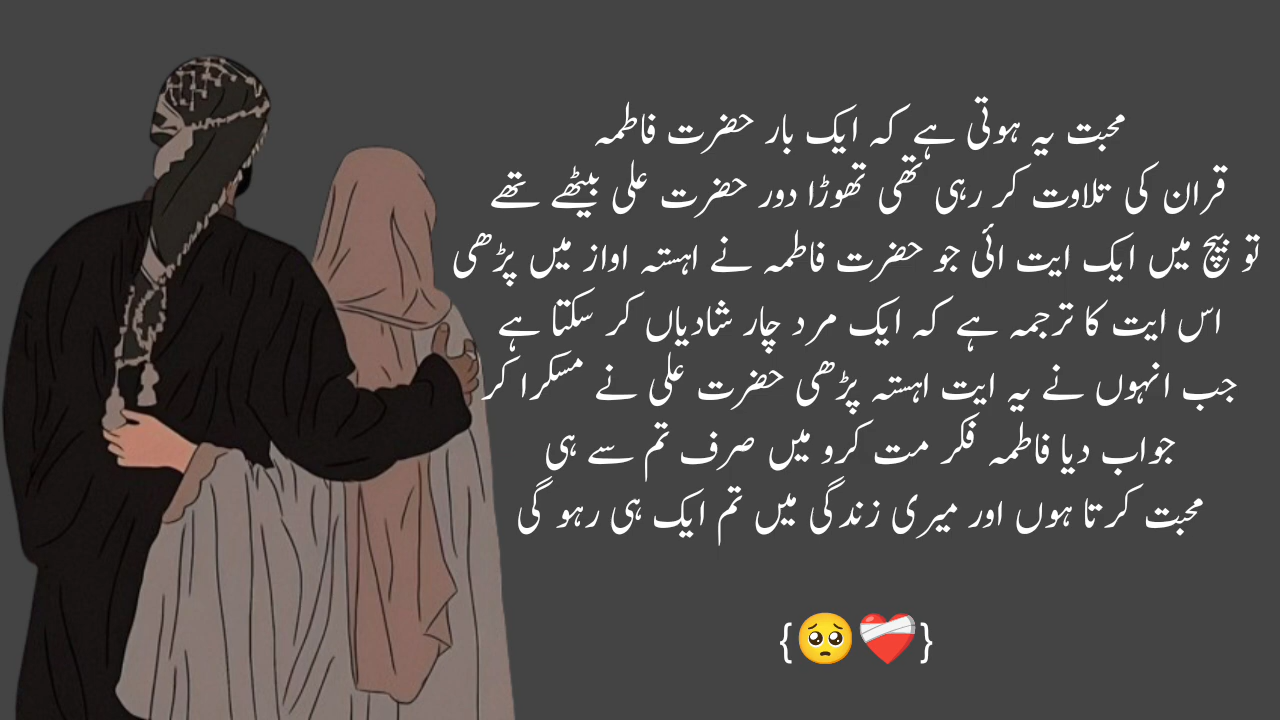 محبت یہ ہوتی ہے کہ ایک بار حضرت فاطمہ
قران کی تلاوت کر رہی تھی تھوڑا دور حضرت علی بیٹھے تھے
تو بیچ میں ایک ایت ائی جو حضرت فاطمہ نے اہستہ اواز میں پڑھی
اس ایت کا ترجمہ ہے کہ ایک مرد چار شادیاں کر سکتا ہے
جب انہوں نے یہ ایت اہستہ پڑھی حضرت علی نے مسکرا کر
جواب دیا فاطمہ فکر مت کرو میں صرف تم سے ہی
محبت کرتا ہوں اور میری زندگی میں تم ایک ہی رہو گی
{🥺❤️‍🩹}